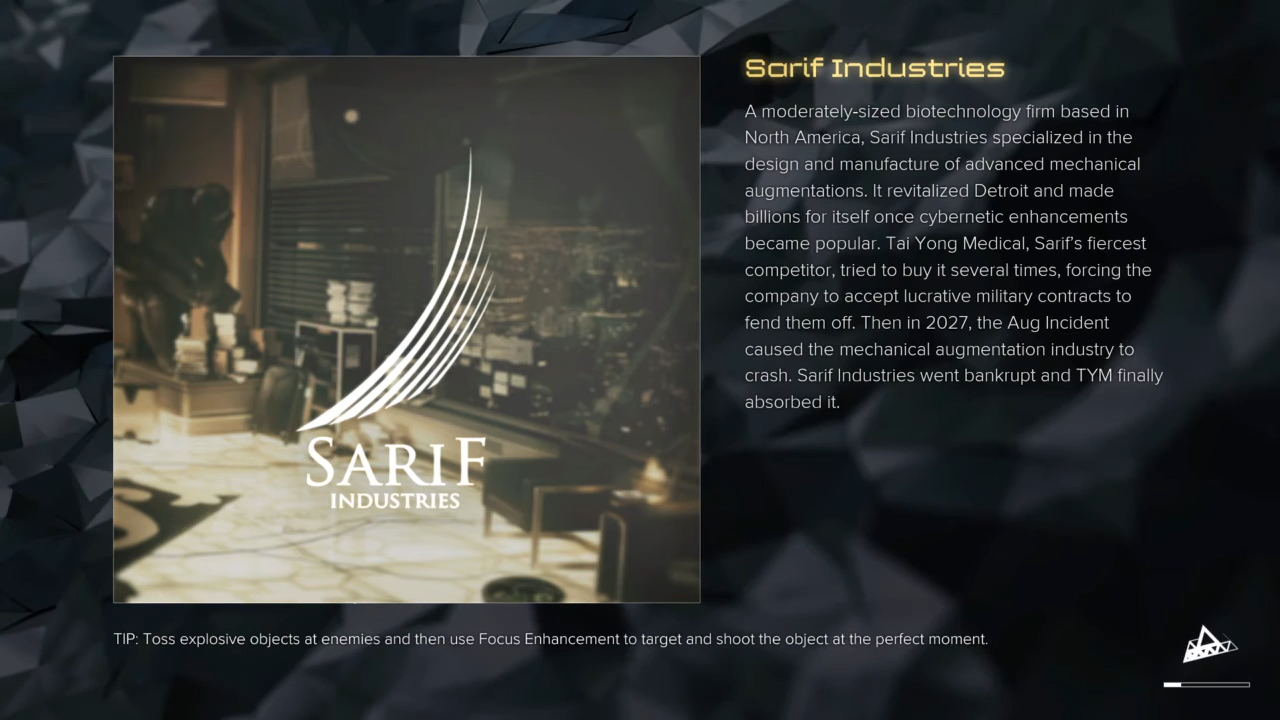 Sarif Industries
A moderately-sized biotechnology firm based in
North America, Sarif Industries specialized in the
design and manufacture of advanced mechanical
augmentations. It revitalized Detroit and made
billions for itself once cybernetic enhancements
became popular. Tai Yong Medical, Sarif's fiercest
competitor, tried to buy it several times, forcing the
company to accept lucrative military contracts to
fend them off. Then in 2027, the Aug Incident
caused the mechanical augmentation industry to
crash. Sarif Industries went bankrupt and TYM finally
absorbed it.
SARIF
INDUSTRIES
TIP: Toss explosive objects at enemies and then use Focus Enhancement to target and shoot the object at the perfect moment.